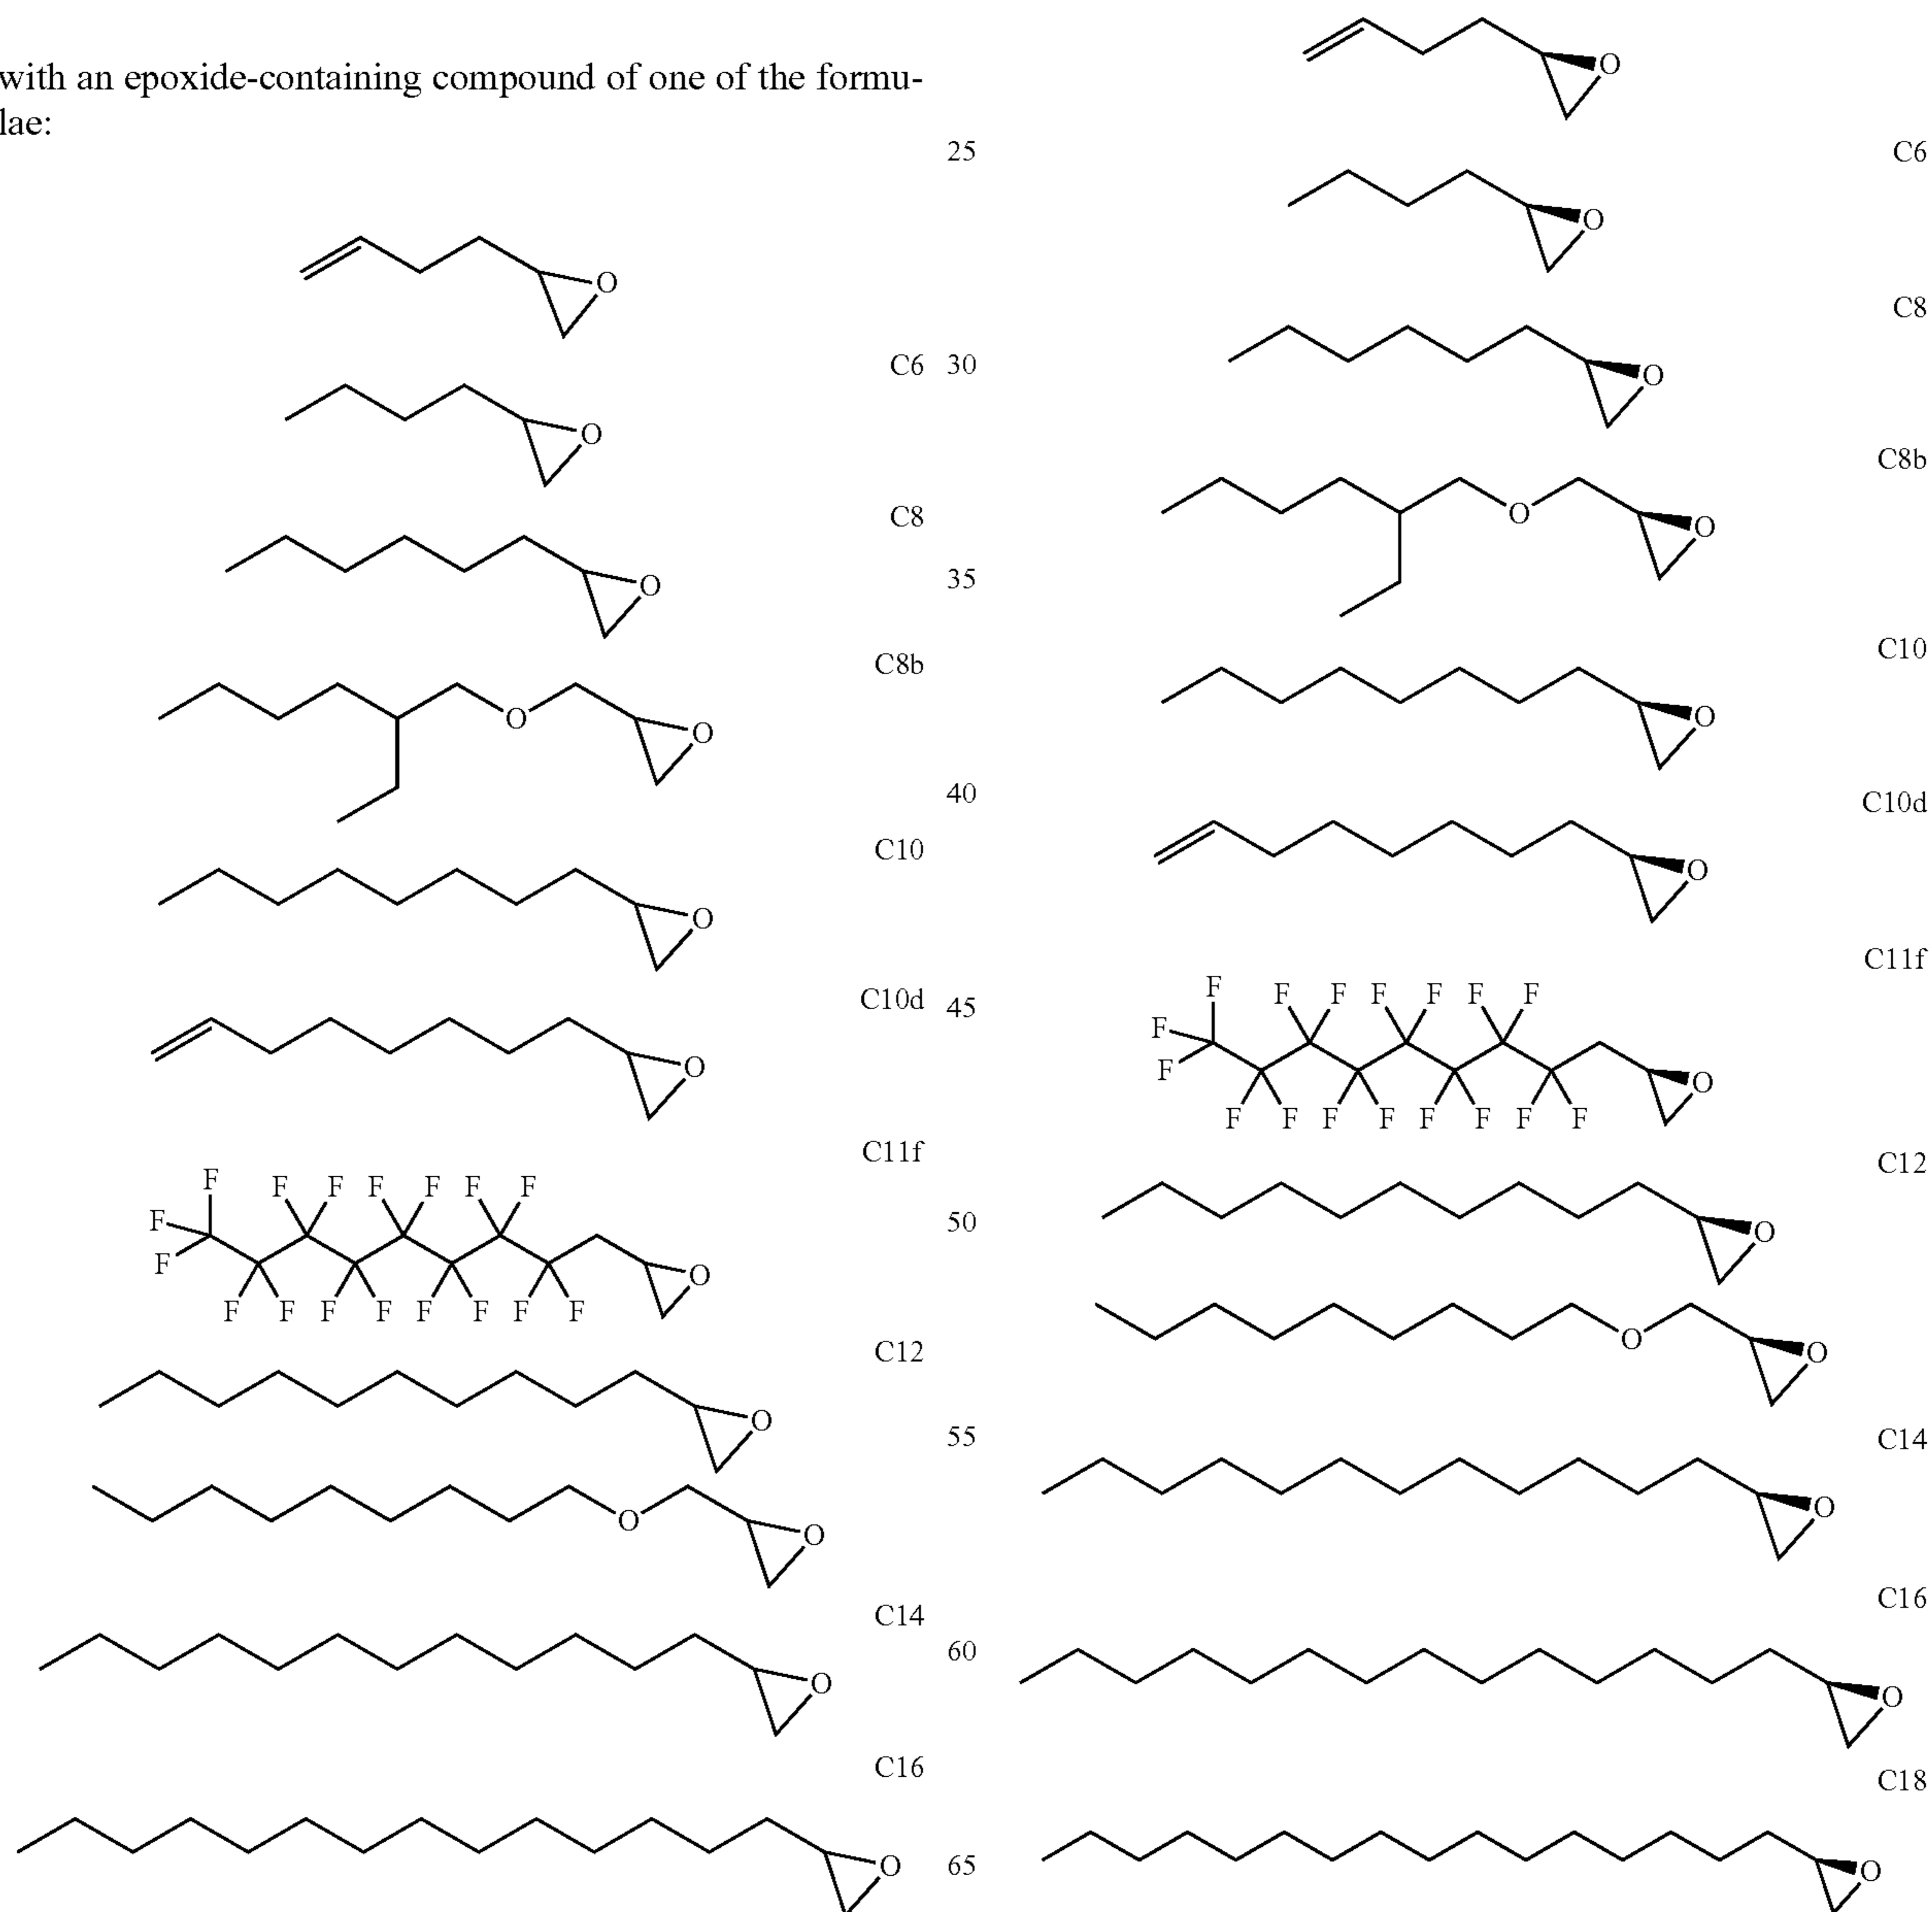 with an epoxide-containing compound of one of the formu-
lae:
O
C6
O
C8
O
C8b
O O
C10
O
C10d
O
C11f
F F F F F F F
F
F O
F F F F F F F F
C12
O
O O
C14
O
C16
O
25
30
35
40
45
50
55
60
65
O
C6
O
C8
O
C8b
O O
C10
O
C10d
O
C11f
F F F F F F F
F
F O
F F F F F F F F
C12
O
O O
C14
O
C16
O
C18
O